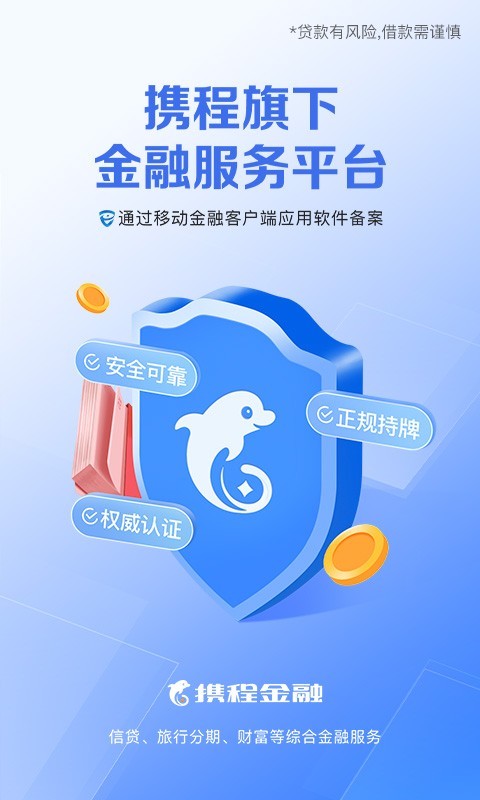 *贷款有风险,借款需谨慎
携程旗下
金融服务平台
通过移动金融客户端应用软件备案
安全可靠
正规持牌
权威认证
携程金融
信贷、旅行分期、财富等综合金融服务